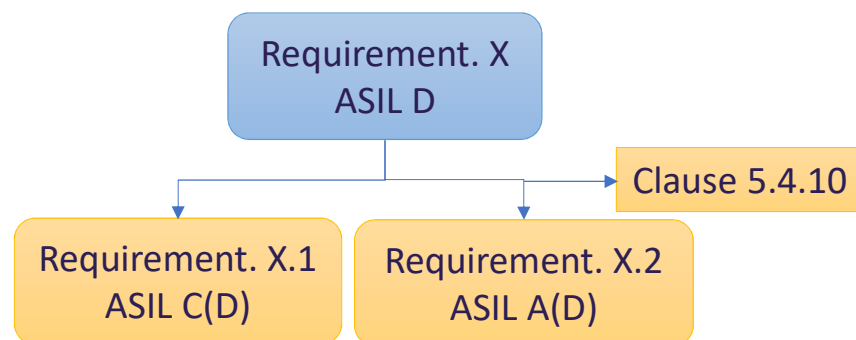 Requirement. X
ASIL D
Clause 5.4.10
Requirement. X.1
ASIL C(D)
Requirement. X.2
ASIL A(D)